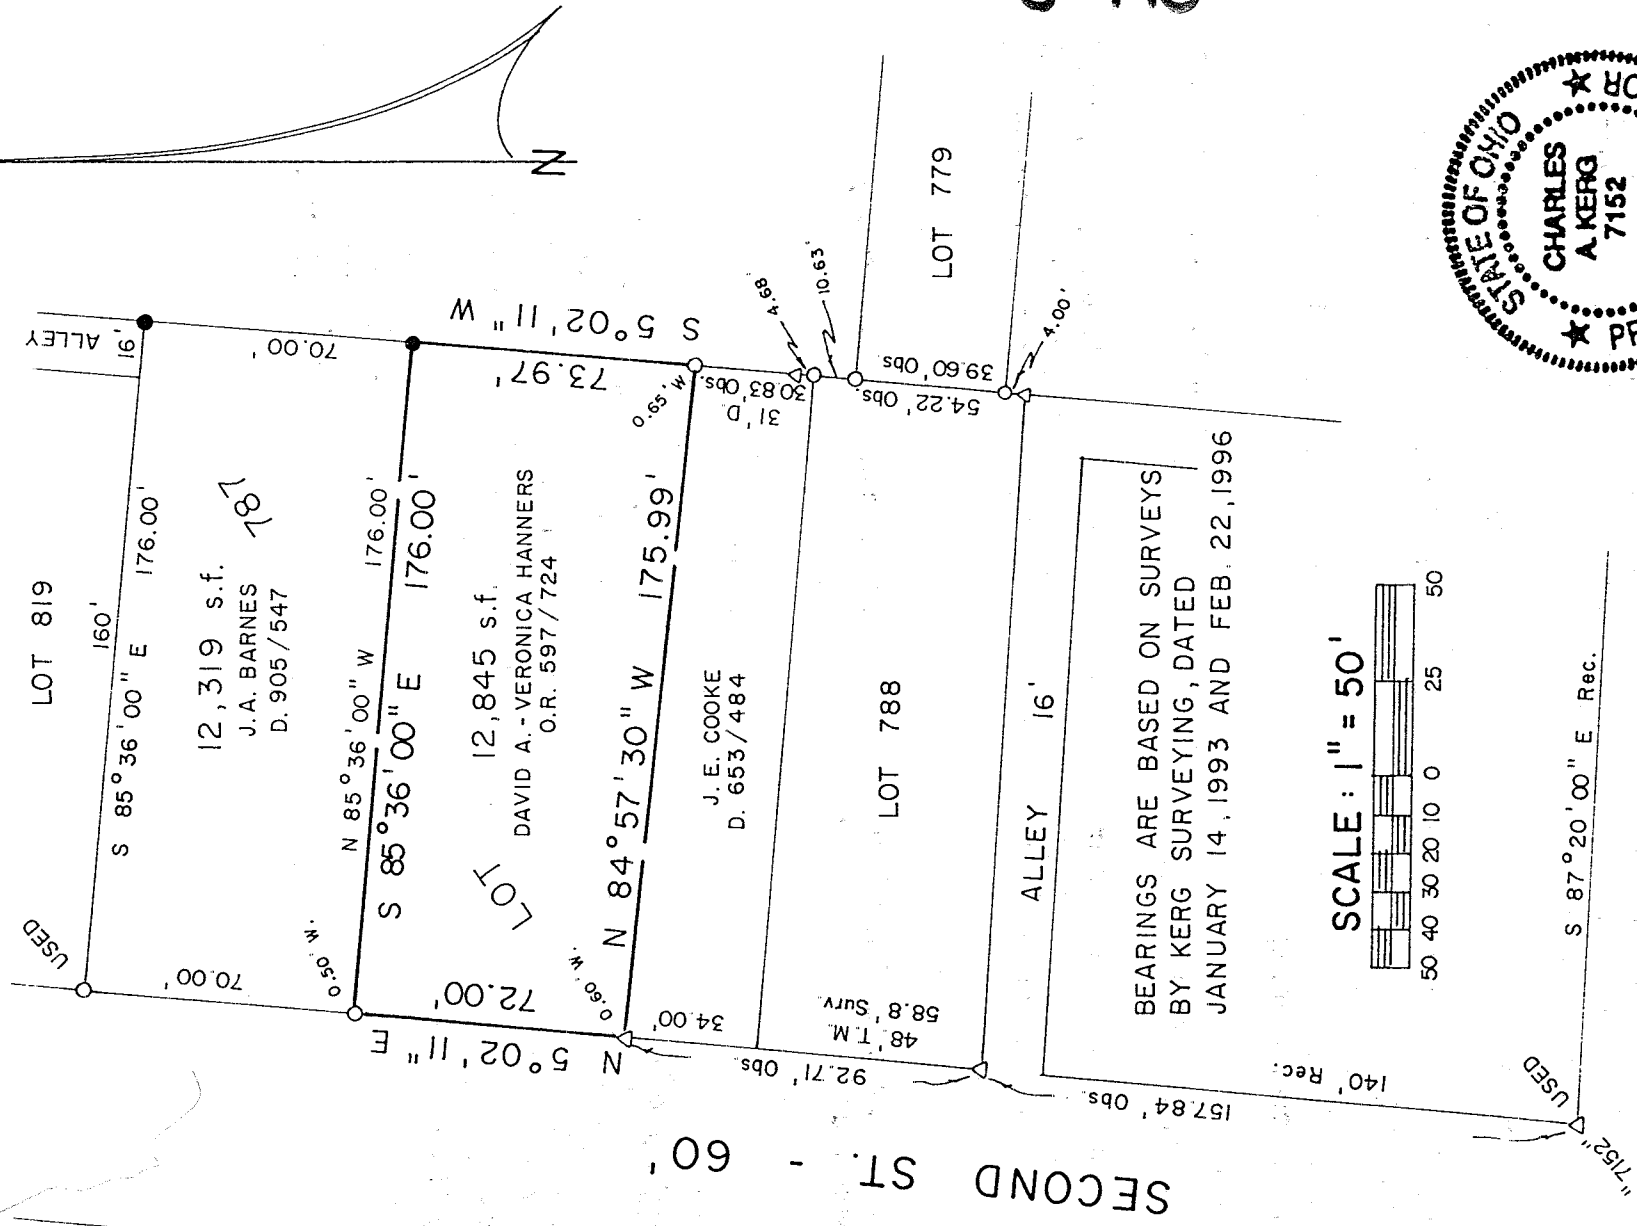 N
LOT 819
160'
S 85°36'00" E 176.00'
ALLEY
16'
USED
12,319 s.f.
J.A. BARNES
D. 905/547
787
70.00'
70.00'
N 85°36'00" W 176.00'
S 85°36'00" E 176.00'
0.50' W.
12,845 s.f.
DAVID A. - VERONICA HANNERS
O.R. 597/724
LOT
S 5°02'11" W
73.97'
0.65' W.
N 5°02'11" E
72.00'
0.60' W.
N 84°57'30" W 175.99'
J. E. COOKE
D. 653/484
34.00'
31' D.
30.83' Obs.
4.68'
10.63'
LOT 779
39.60' Obs.
54.22' Obs.
4.00'
LOT 788
48' T.M.
58.8' Surv.
92.71' Obs.
ALLEY 16'
157.84' Obs.
140' Rec.
BEARINGS ARE BASED ON SURVEYS
BY KERG SURVEYING, DATED
JANUARY 14, 1993 AND FEB. 22, 1996
SCALE : 1" = 50'
50 40 30 20 10 0 25 50
S 87°20'00" E Rec.
USED
"7152"
SECOND ST. - 60'
STATE OF OHIO
CHARLES
A. KERG
7152